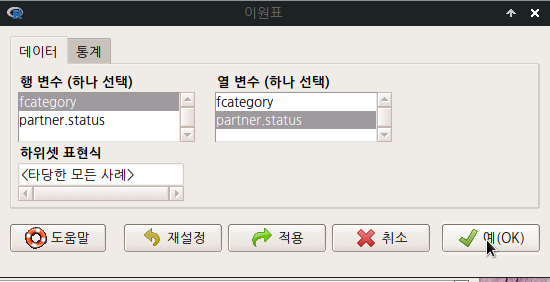 이원표
데이터 통계
행 변수 (하나 선택) 열 변수 (하나 선택)
fcategory fcategory
partner.status partner.status
하위셋 표현식
<타당한 모든 사례>
도움말 재설정 적용 취소 예(OK)